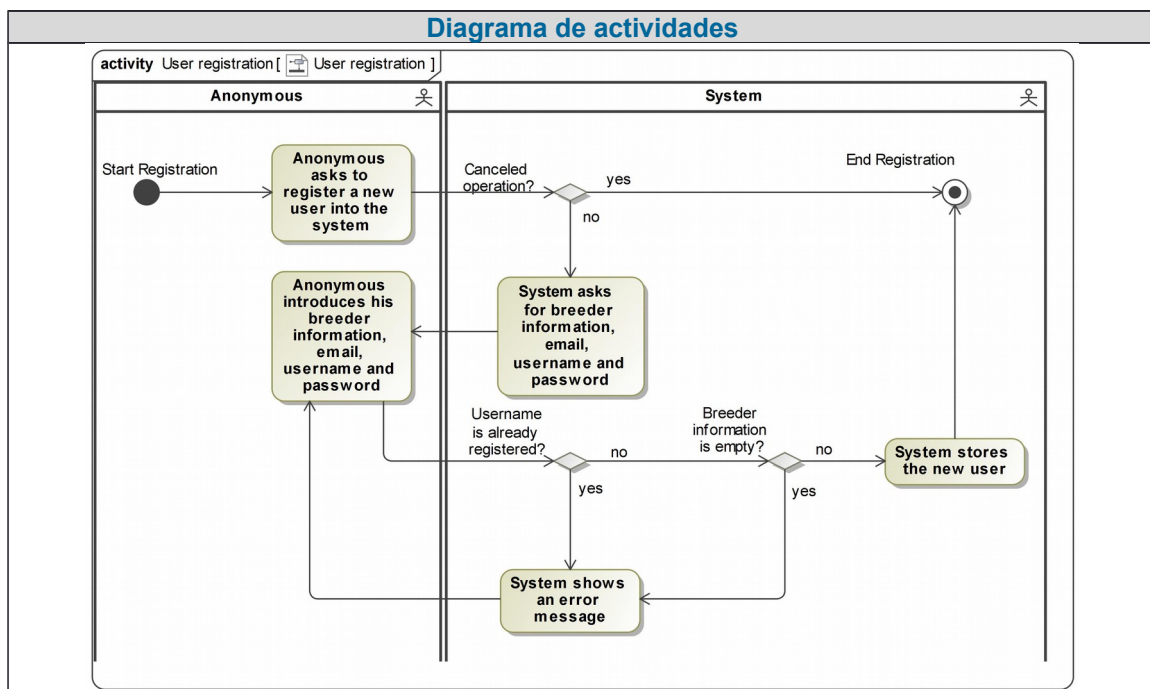 Diagrama de actividades
activity User registration [ User registration ]
Anonymous
System
Start Registration
Anonymous
asks to
register a new
user into the
system
Canceled
operation?
yes
no
End Registration
Anonymous
introduces his
breeder
information,
email,
username and
password
System asks
for breeder
information,
email,
username and
password
Username
is already
registered?
no
yes
Breeder
information
is empty?
no
yes
System stores
the new user
System shows
an error
message